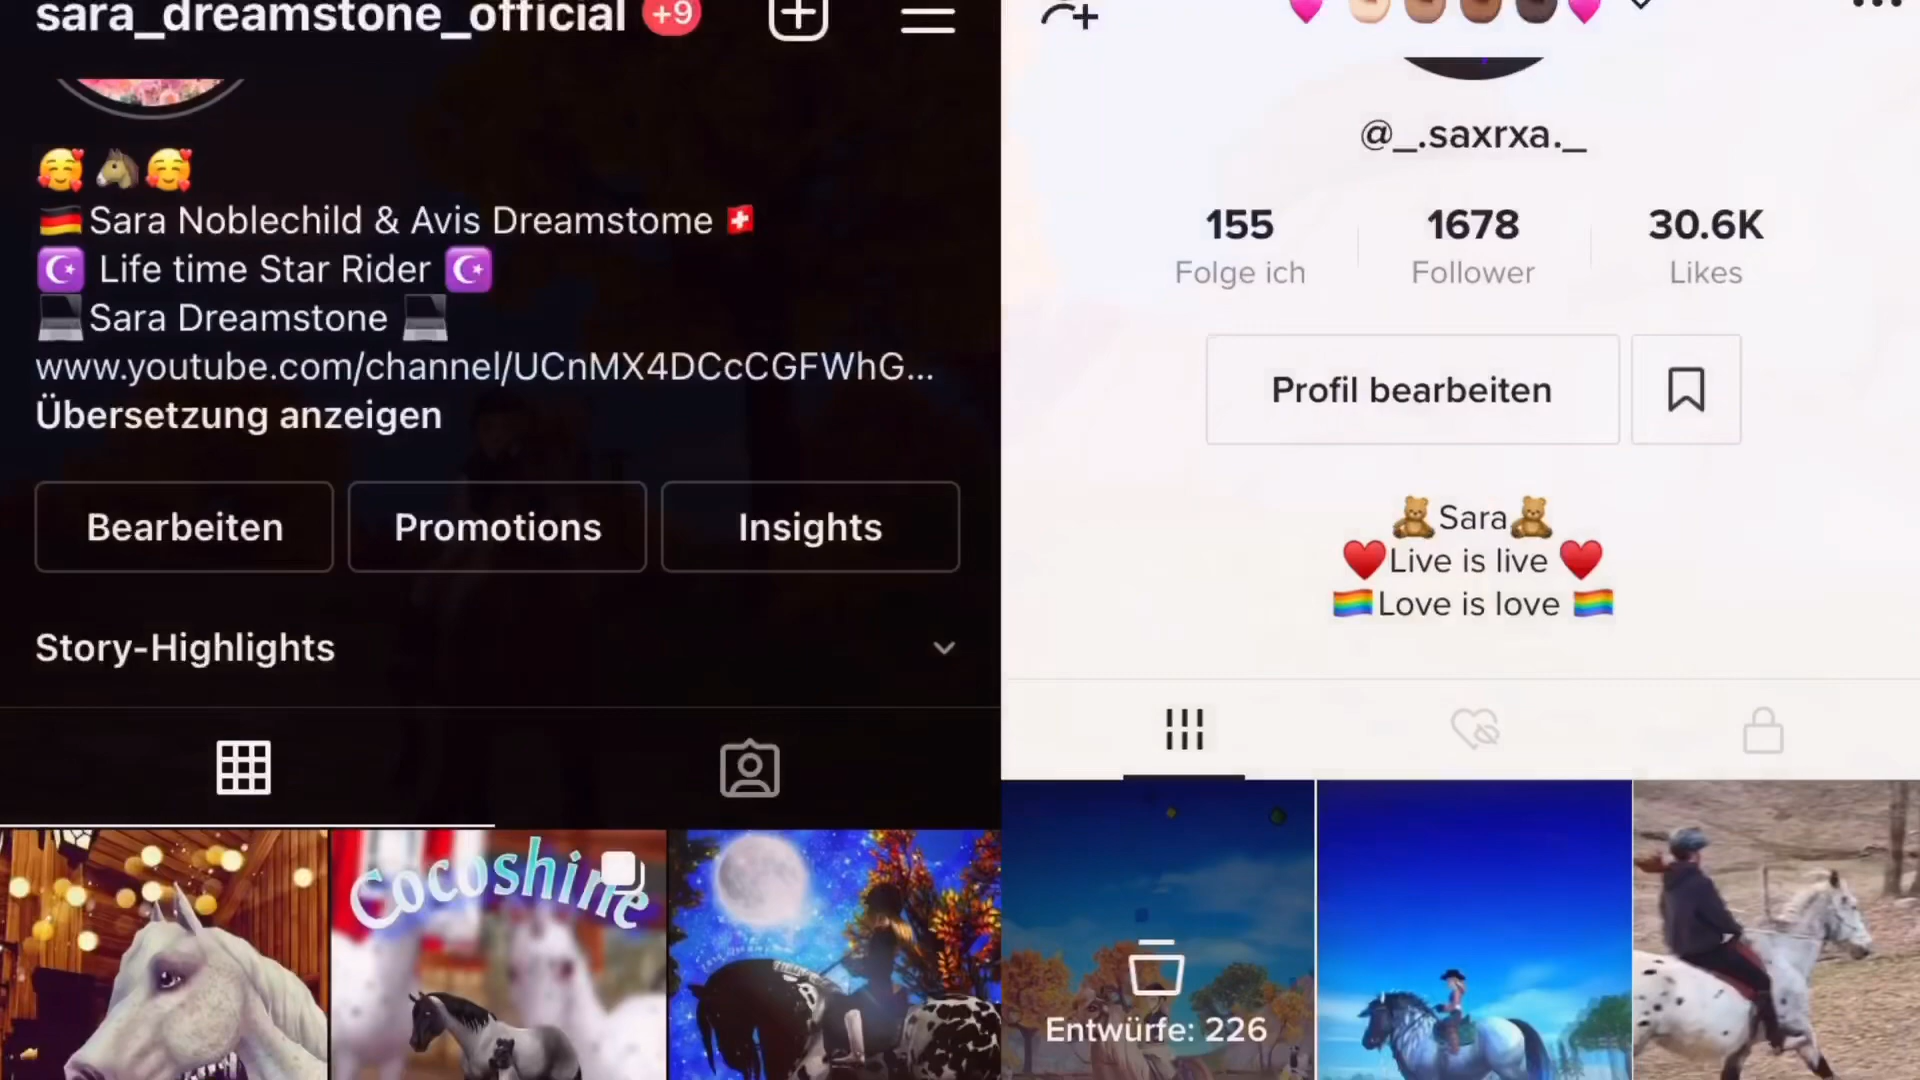 sara_dreamstone_official +9
🥰 🐴 🥰
🇩🇪Sara Noblechild & Avis Dreamstome 🇨🇭
☪️ Life time Star Rider ☪️
💻Sara Dreamstone 💻
www.youtube.com/channel/UCnMX4DCcCGFWhG...
Übersetzung anzeigen
Bearbeiten
Promotions
Insights
Story-Highlights
Cocoshine
@_.saxrxa._
155
1678
30.6K
Folge ich
Follower
Likes
Profil bearbeiten
🧸Sara🧸
❤️Live is live ❤️
🏳️‍🌈Love is love 🏳️‍🌈
Entwürfe: 226